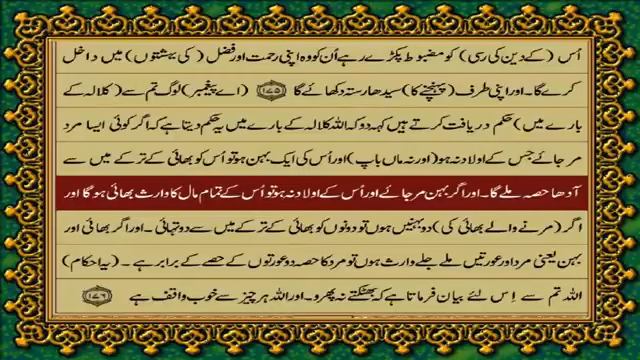 اُس (کے دین کی رسی) کو مضبوط پکڑے رہے اُن کو وہ اپنی رحمت اور فضل (کی بہشتوں) میں داخل
کرے گا۔ اور اپنی طرف (پہنچنے کا) سیدھا رستہ دکھائے گا ﴿۱۷۵﴾ (اے پیغمبر) لوگ تم سے (کلالہ کے
بارے میں) حکم دریافت کرتے ہیں کہہ دو کہ اللہ کلالہ کے بارے میں یہ حکم دیتا ہے کہ اگر کوئی ایسا مرد
مر جائے جس کے اولاد نہ ہو (اور نہ ماں باپ) اور اُس کی ایک بہن ہو تو اُس کو بھائی کے ترکے میں سے
آدھا حصہ ملے گا۔ اور اگر بہن مر جائے اور اُس کے اولاد نہ ہو تو اُس کے تمام مال کا وارث بھائی ہو گا اور
اگر (مرنے والے بھائی کی) دو بہنیں ہوں تو دونوں کو بھائی کے ترکے میں سے دو تہائی۔ اور اگر بھائی اور
بہن یعنی مرد اور عورتیں ملے جلے وارث ہوں تو مرد کا حصہ دو عورتوں کے حصے کے برابر ہے۔ (یہ احکام)
اللہ تم سے اِس لئے بیان فرماتا ہے کہ بھٹکتے نہ پھرو۔ اور اللہ ہر چیز سے خوب واقف ہے ﴿۱۷۶﴾